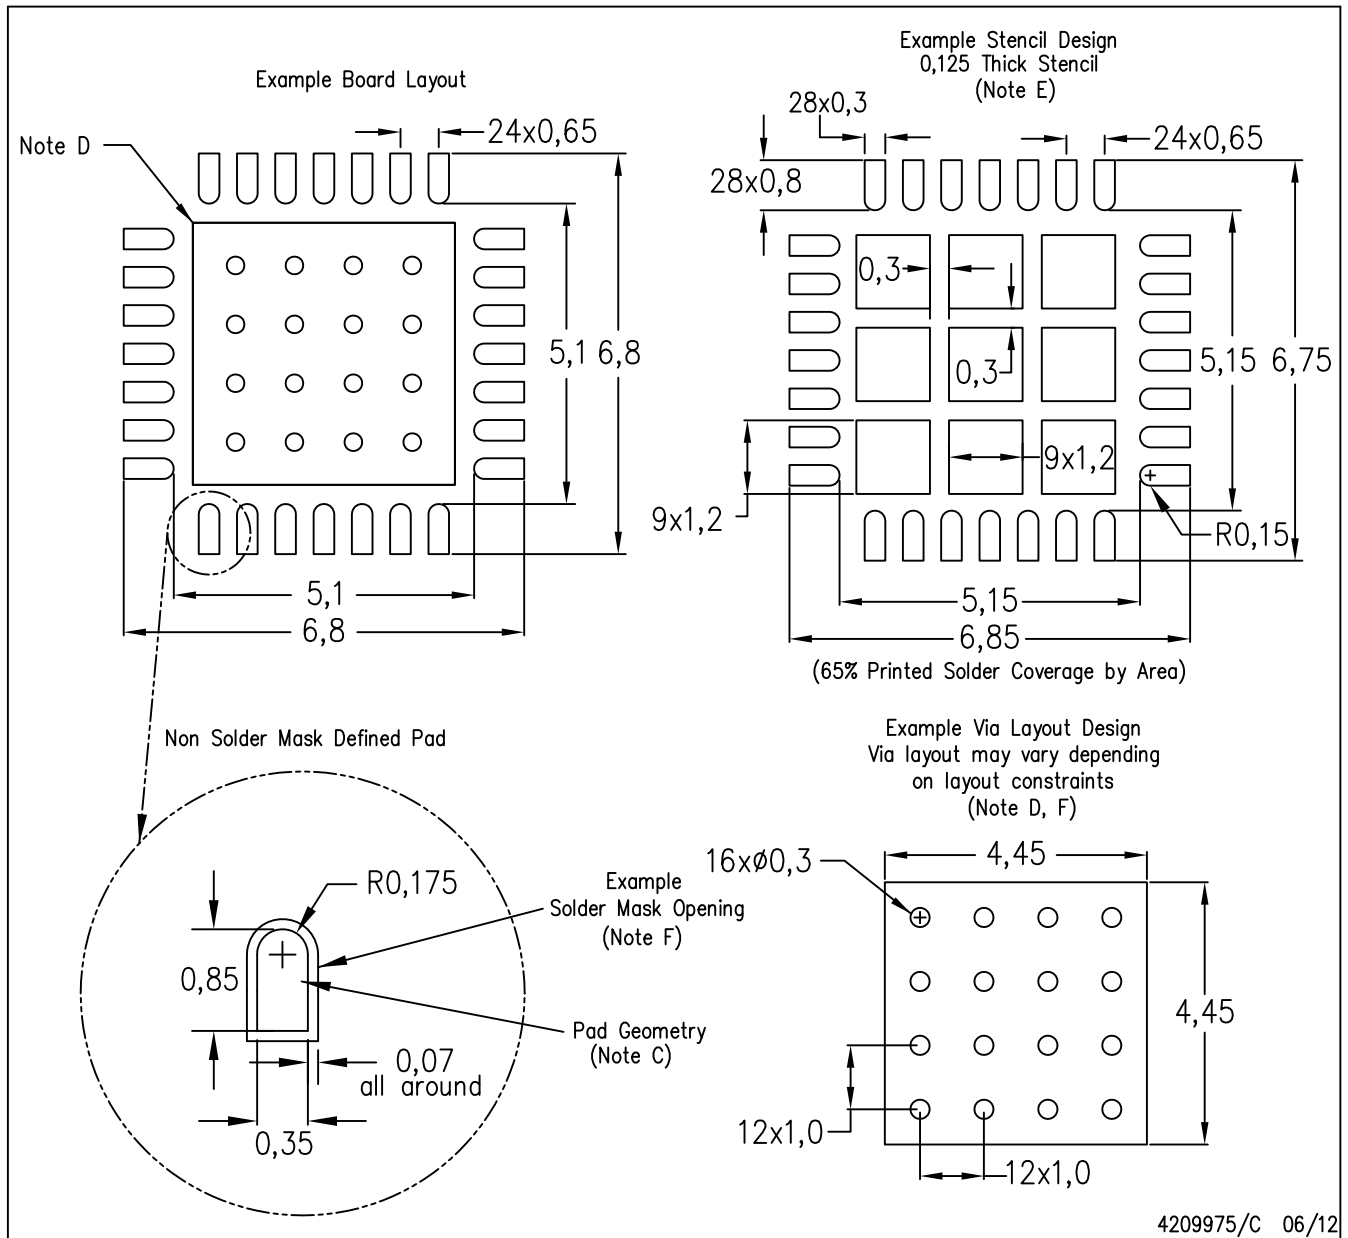 Example Board Layout
Note D
24x0,65
5,1
6,8
5,1
6,8
Example Stencil Design
0,125 Thick Stencil
(Note E)
28x0,3
24x0,65
28x0,8
0,3
0,3
5,15
6,75
9x1,2
9x1,2
R0,15
5,15
6,85
(65% Printed Solder Coverage by Area)
Non Solder Mask Defined Pad
R0,175
Example
Solder Mask Opening
(Note F)
0,85
Pad Geometry
(Note C)
0,07
all around
0,35
Example Via Layout Design
Via layout may vary depending
on layout constraints
(Note D, F)
16xø0,3
4,45
4,45
12x1,0
12x1,0
4209975/C 06/12